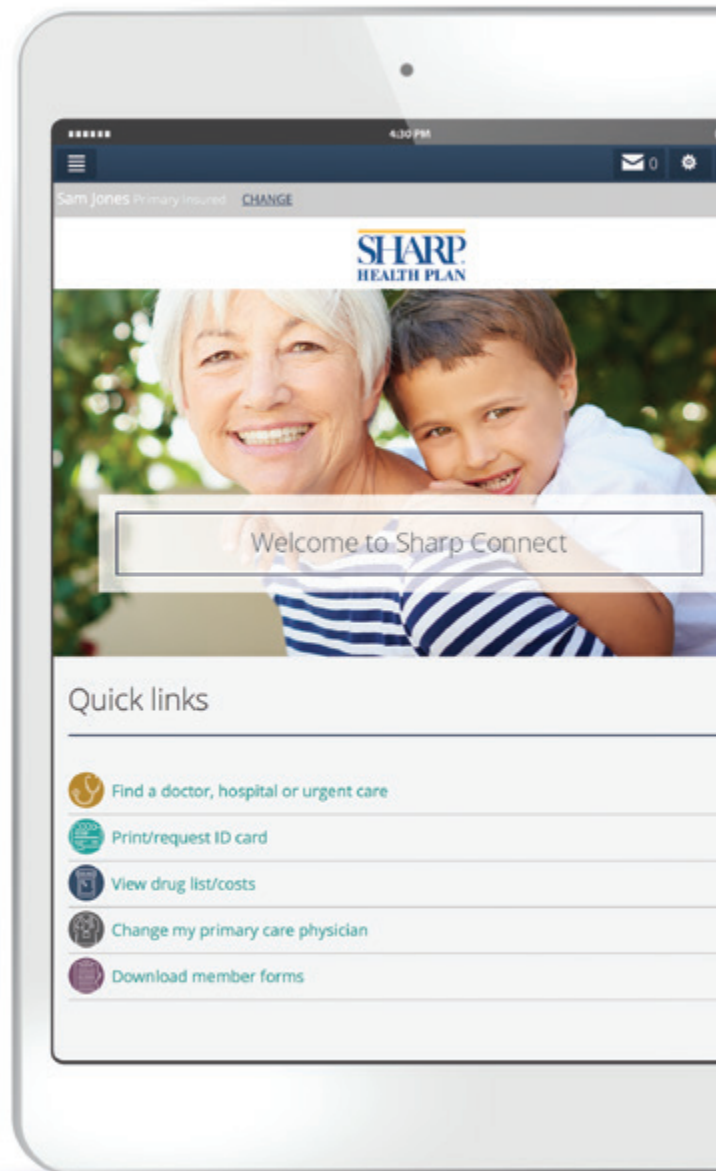 4:30 PM
0
Sam Jones Primary Insured CHANGE
SHARP
HEALTH PLAN
Welcome to Sharp Connect
Quick links
Find a doctor, hospital or urgent care
Print/request ID card
View drug list/costs
Change my primary care physician
Download member forms